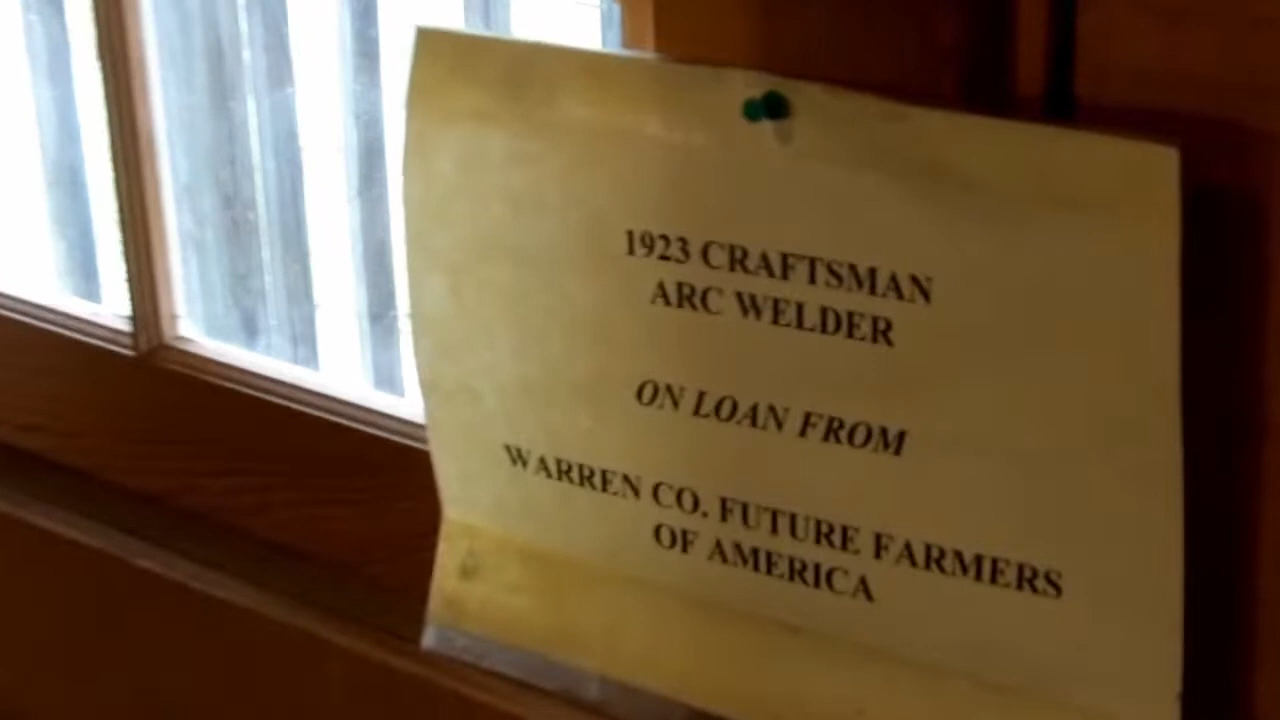 1923 CRAFTSMAN
ARC WELDER
ON LOAN FROM
WARREN CO. FUTURE FARMERS
OF AMERICA